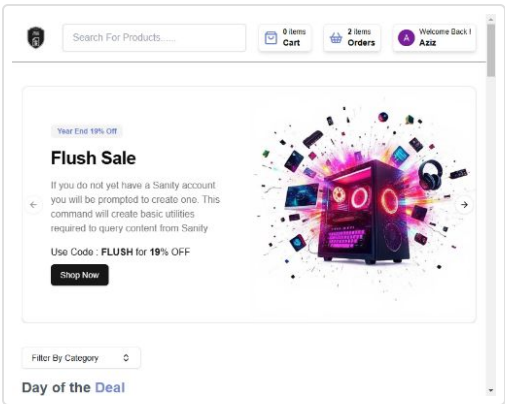 Search For Products.....
0 items
Cart
2 items
Orders
A
Welcome Back !
Aziz
Year End 19% Off
Flush Sale
If you do not yet have a Sanity account
you will be prompted to create one. This
command will create basic utilities
required to query content from Sanity
Use Code : FLUSH for 19% OFF
Shop Now
Filter By Category
Day of the Deal